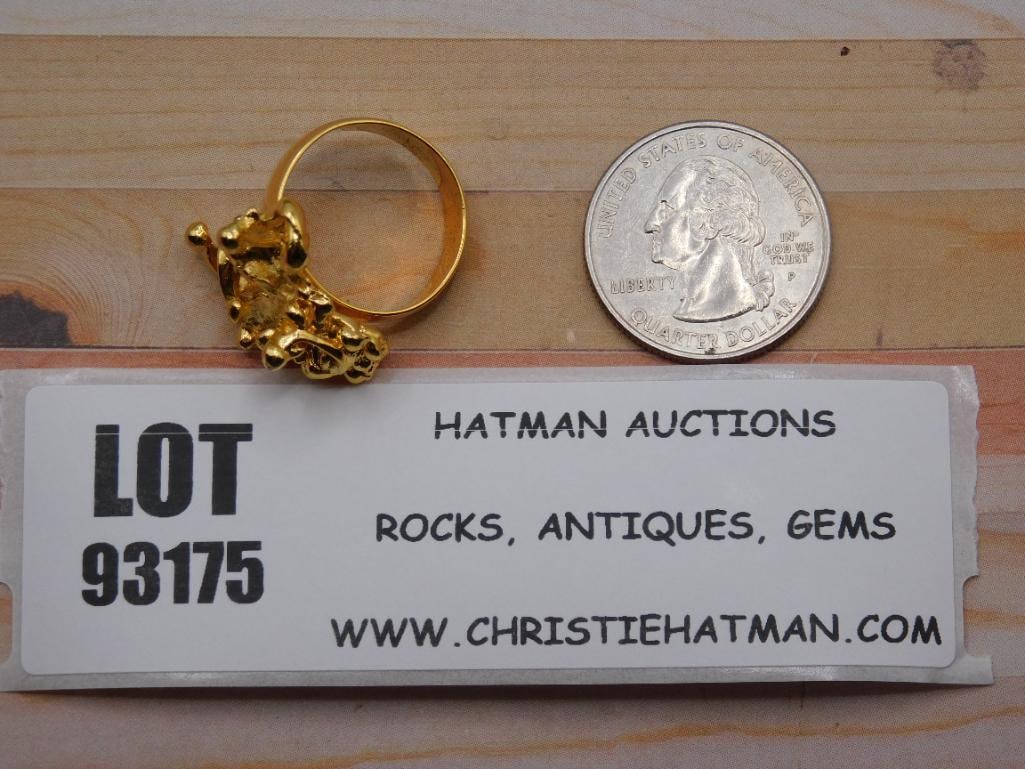 UNITED STATES OF AMERICA
IN
GOD WE
TRUST
P
LIBERTY
QUARTER DOLLAR
LOT
93175
HATMAN AUCTIONS
ROCKS, ANTIQUES, GEMS
WWW.CHRISTIEHATMAN.COM